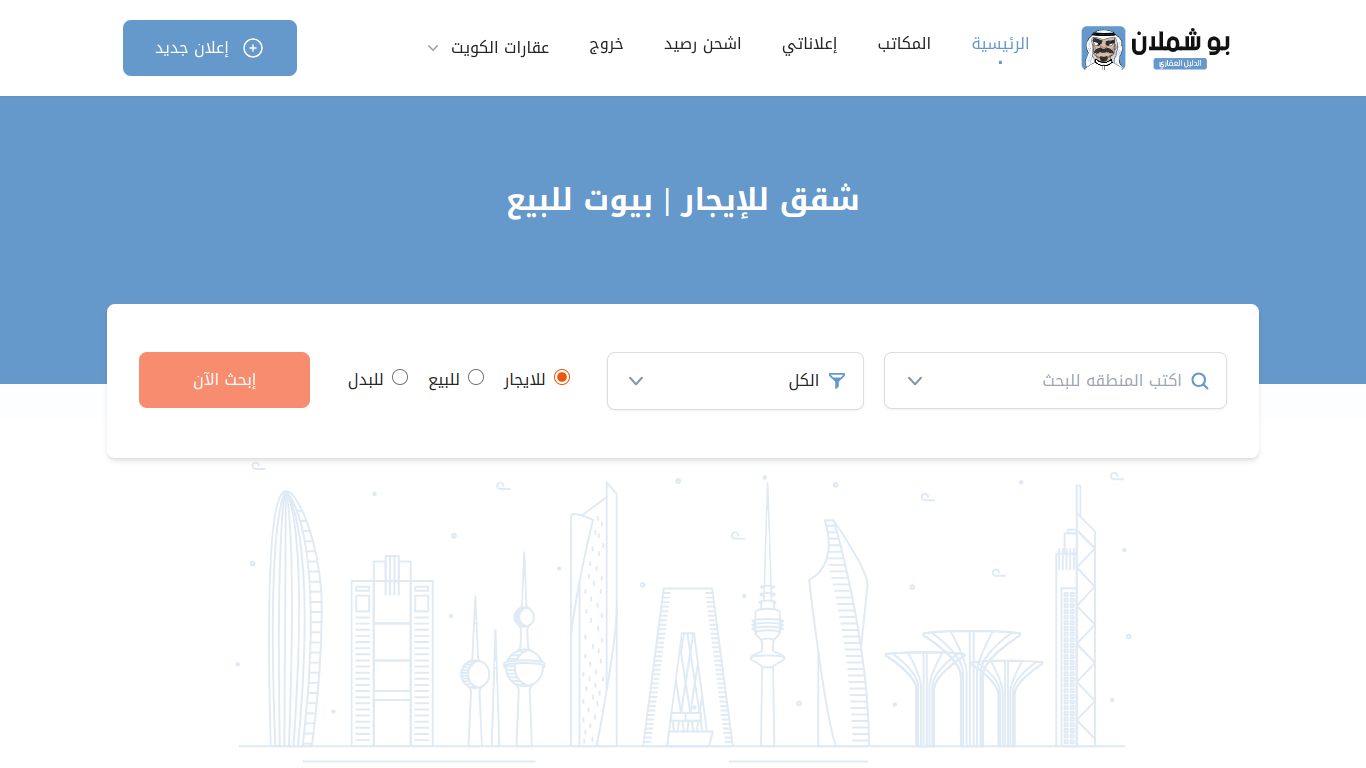 بو شملان
الدليل العقاري
الرئيسية
المكاتب
إعلاناتي
اشحن رصيد
خروج
عقارات الكويت
إعلان جديد
شقق للإيجار | بيوت للبيع
اكتب المنطقه للبحث
الكل
للايجار
للبيع
للبدل
إبحث الآن